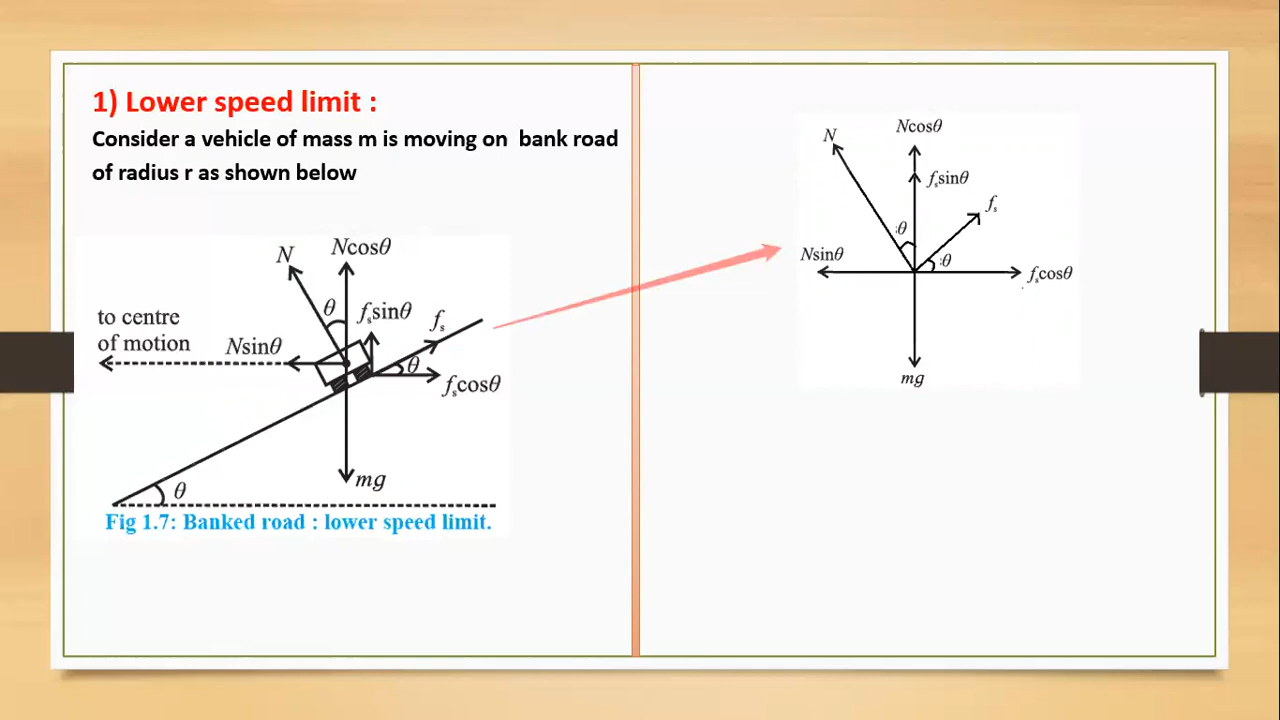 1) Lower speed limit :
Consider a vehicle of mass m is moving on bank road
of radius r as shown below
N
Ncosθ
θ
fₛsinθ
fₛ
to centre
of motion
Nsinθ
θ
fₛcosθ
mg
θ
Fig 1.7: Banked road : lower speed limit.
Ncosθ
N
fₛsinθ
fₛ
:θ
Nsinθ
:θ
fₛcosθ
mg